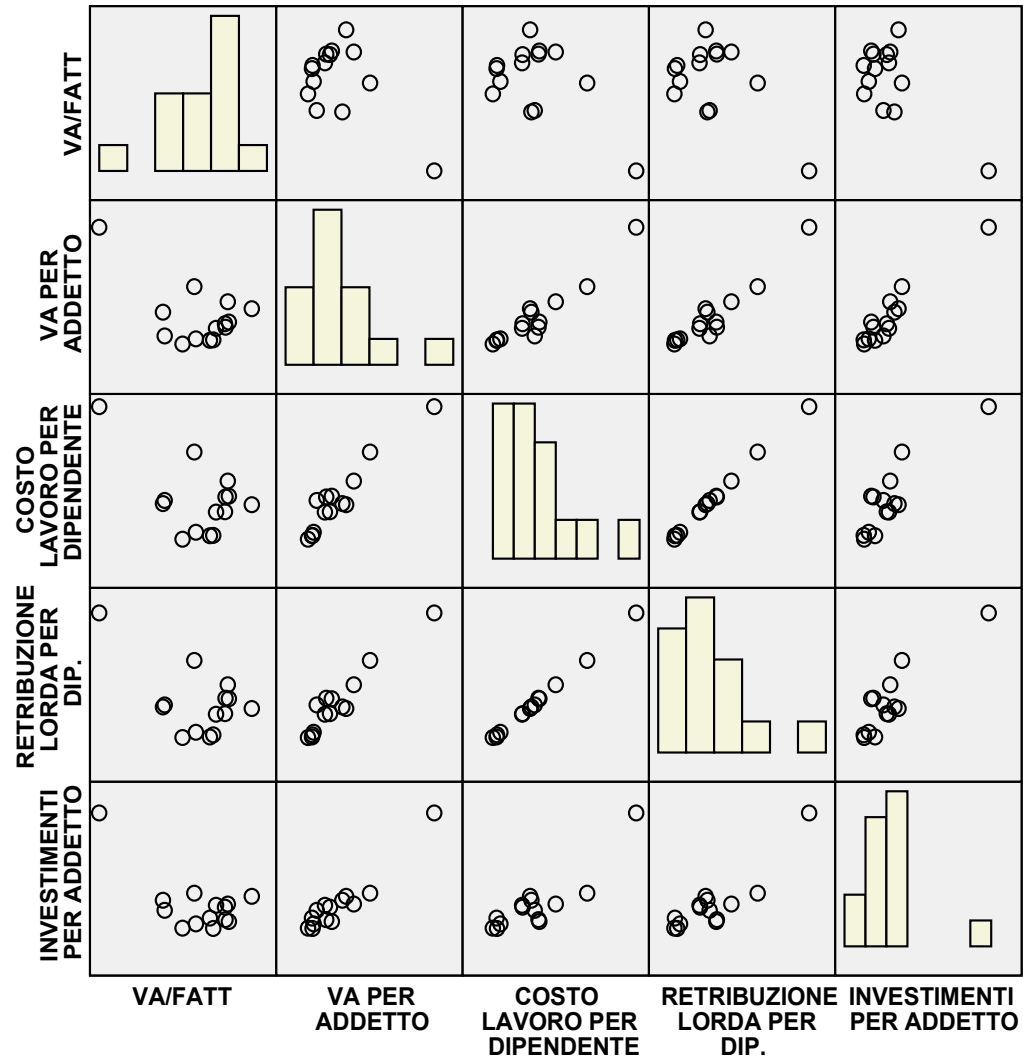 VA/FATT
VA PER
ADDETTO
COSTO
LAVORO PER
DIPENDENTE
RETRIBUZIONE
LORDA PER
DIP.
INVESTIMENTI
PER ADDETTO
VA/FATT
VA PER
ADDETTO
COSTO
LAVORO PER
DIPENDENTE
RETRIBUZIONE
LORDA PER
DIP.
INVESTIMENTI
PER ADDETTO